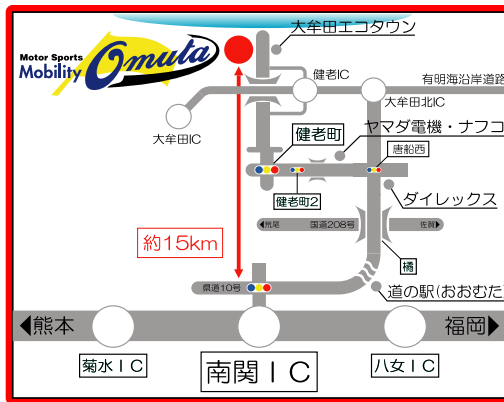 Motor Sports
Mobility Omuta
大牟田エコタウン
健老IC
有明海沿岸道路
大牟田北IC
大牟田IC
健老町
ヤマダ電機・ナフコ
唐船西
健老町2
ダイレックス
◀荒尾
国道208号
佐賀▶
約15km
橘
県道10号
道の駅(おおむた)
◀熊本
福岡▶
菊水IC
南関IC
八女IC